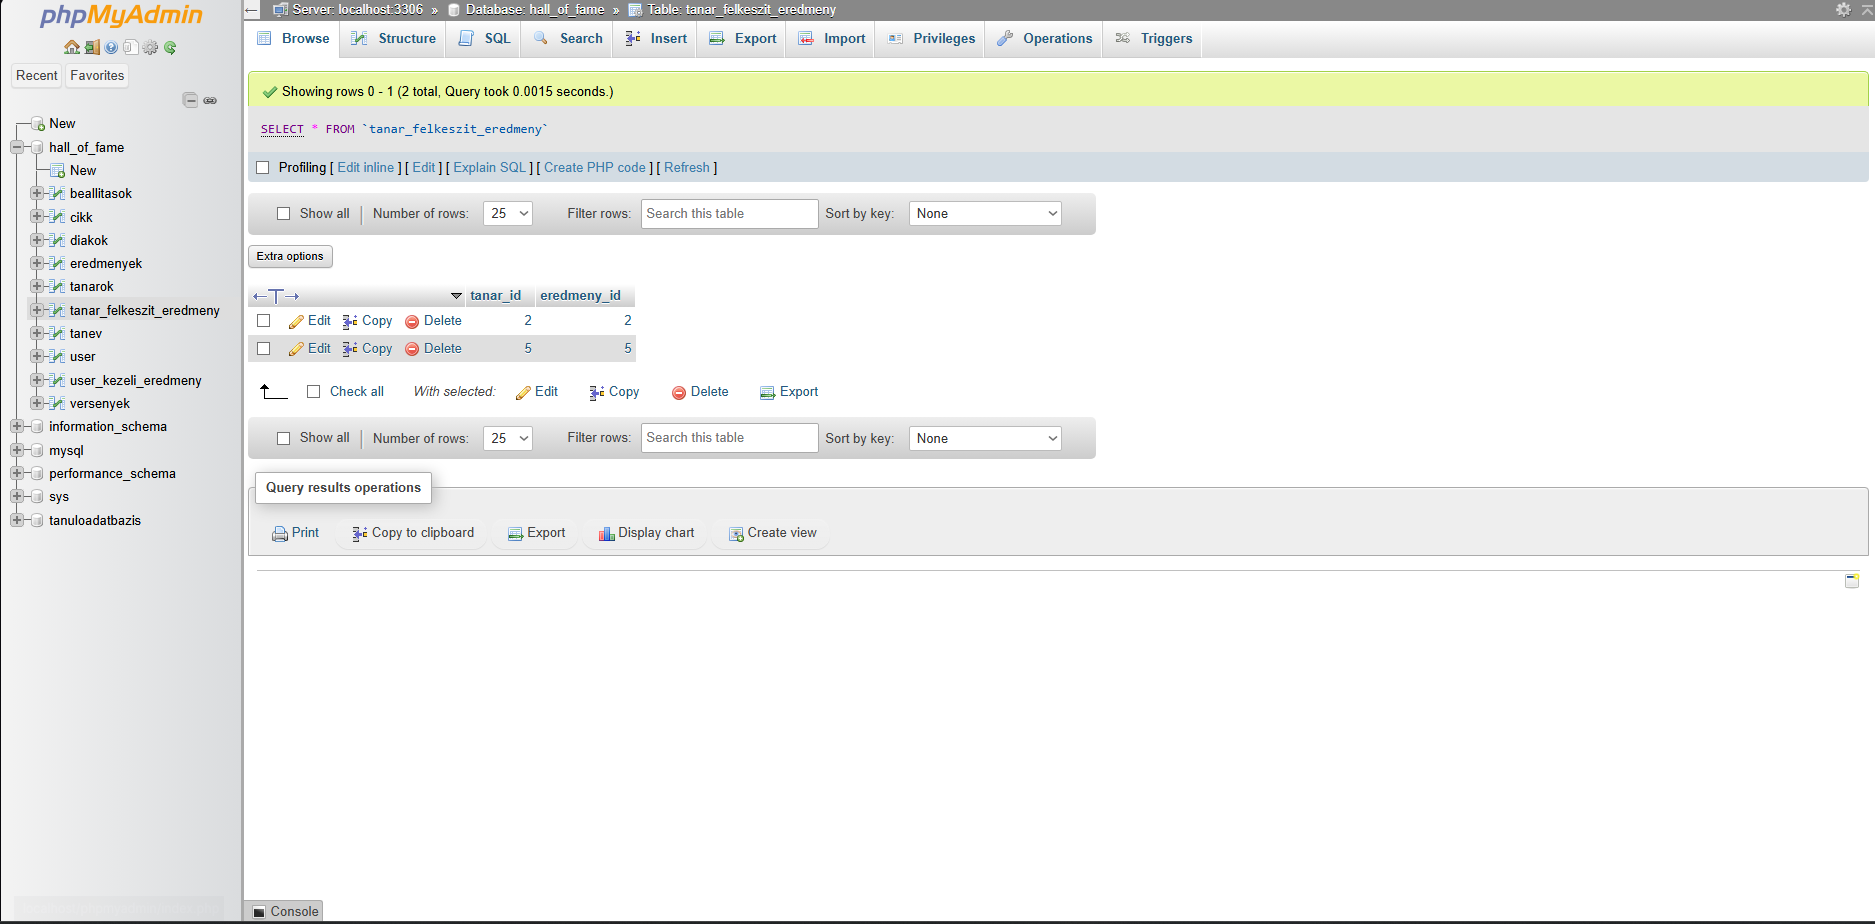 phpMyAdmin
Recent Favorites
New
hall_of_fame
New
beallitasok
cikk
diakok
eredmenyek
tanarok
tanar_felkeszit_eredmeny
tanev
user
user_kezeli_eredmeny
versenyek
information_schema
mysql
performance_schema
sys
tanuloadatbazis
Server: localhost:3306 » Database: hall_of_fame » Table: tanar_felkeszit_eredmeny
Browse Structure SQL Search Insert Export Import Privileges Operations Triggers
Showing rows 0 - 1 (2 total, Query took 0.0015 seconds.)
SELECT * FROM `tanar_felkeszit_eredmeny`
Profiling [ Edit inline ] [ Edit ] [ Explain SQL ] [ Create PHP code ] [ Refresh ]
Show all Number of rows: 25 Filter rows: Search this table Sort by key: None
Extra options
←T→ tanar_id eredmeny_id
Edit Copy Delete 2 2
Edit Copy Delete 5 5
Check all With selected: Edit Copy Delete Export
Show all Number of rows: 25 Filter rows: Search this table Sort by key: None
Query results operations
Print Copy to clipboard Export Display chart Create view
Console